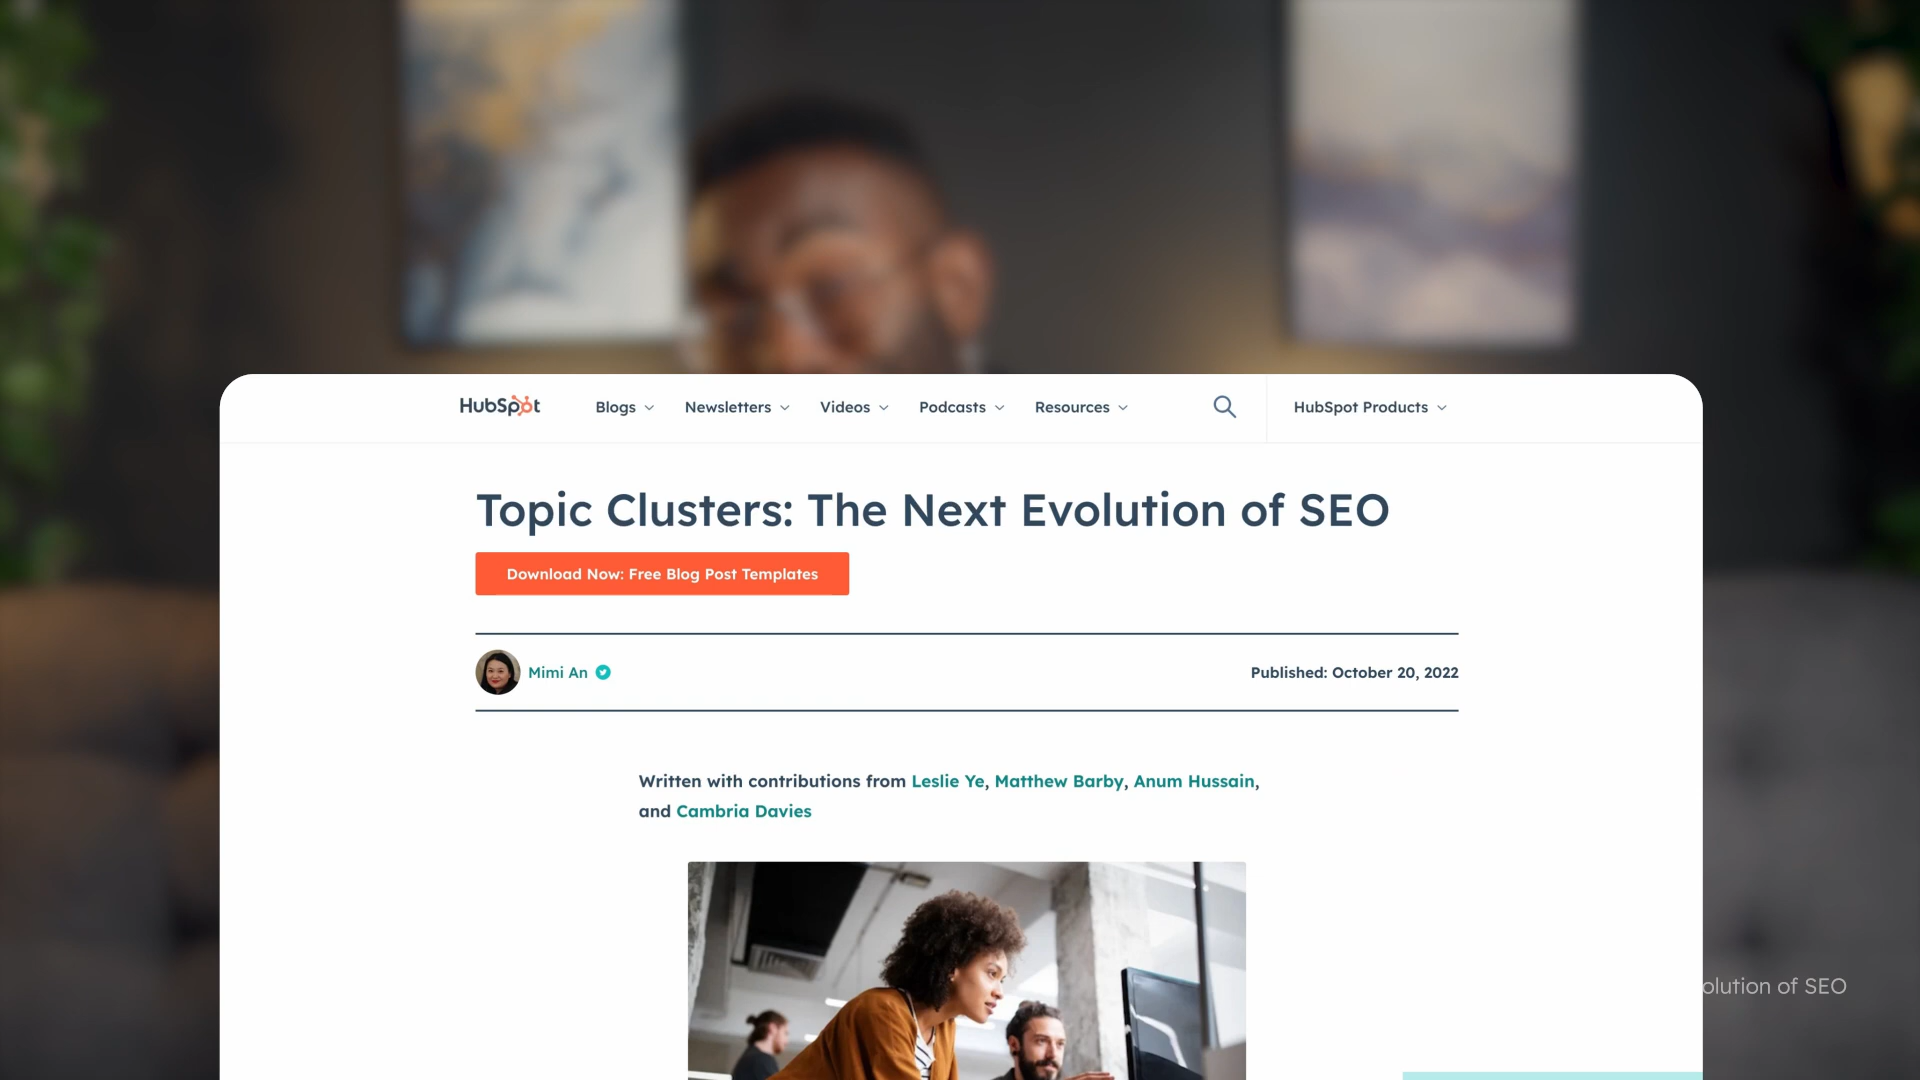 HubSpot Blogs Newsletters Videos Podcasts Resources HubSpot Products
Topic Clusters: The Next Evolution of SEO
Download Now: Free Blog Post Templates
Mimi An Published: October 20, 2022
Written with contributions from Leslie Ye, Matthew Barby, Anum Hussain,
and Cambria Davies
olution of SEO